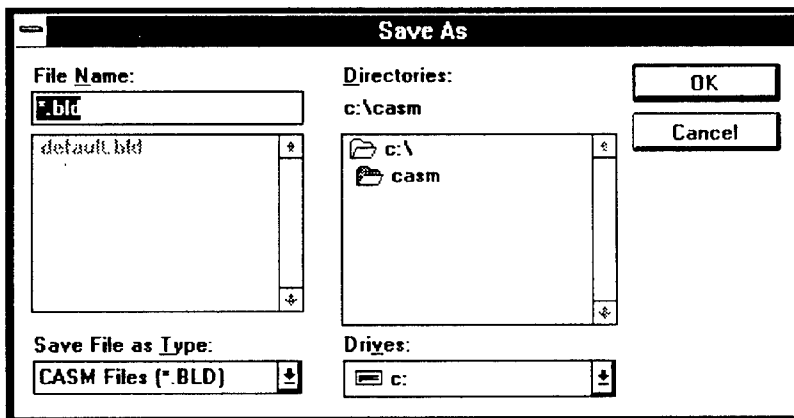 Save As
File Name:
*.bld
default.bld
Save File as Type:
CASM Files (*.BLD)
Directories:
c:\casm
c:\
casm
Drives:
c:
OK
Cancel